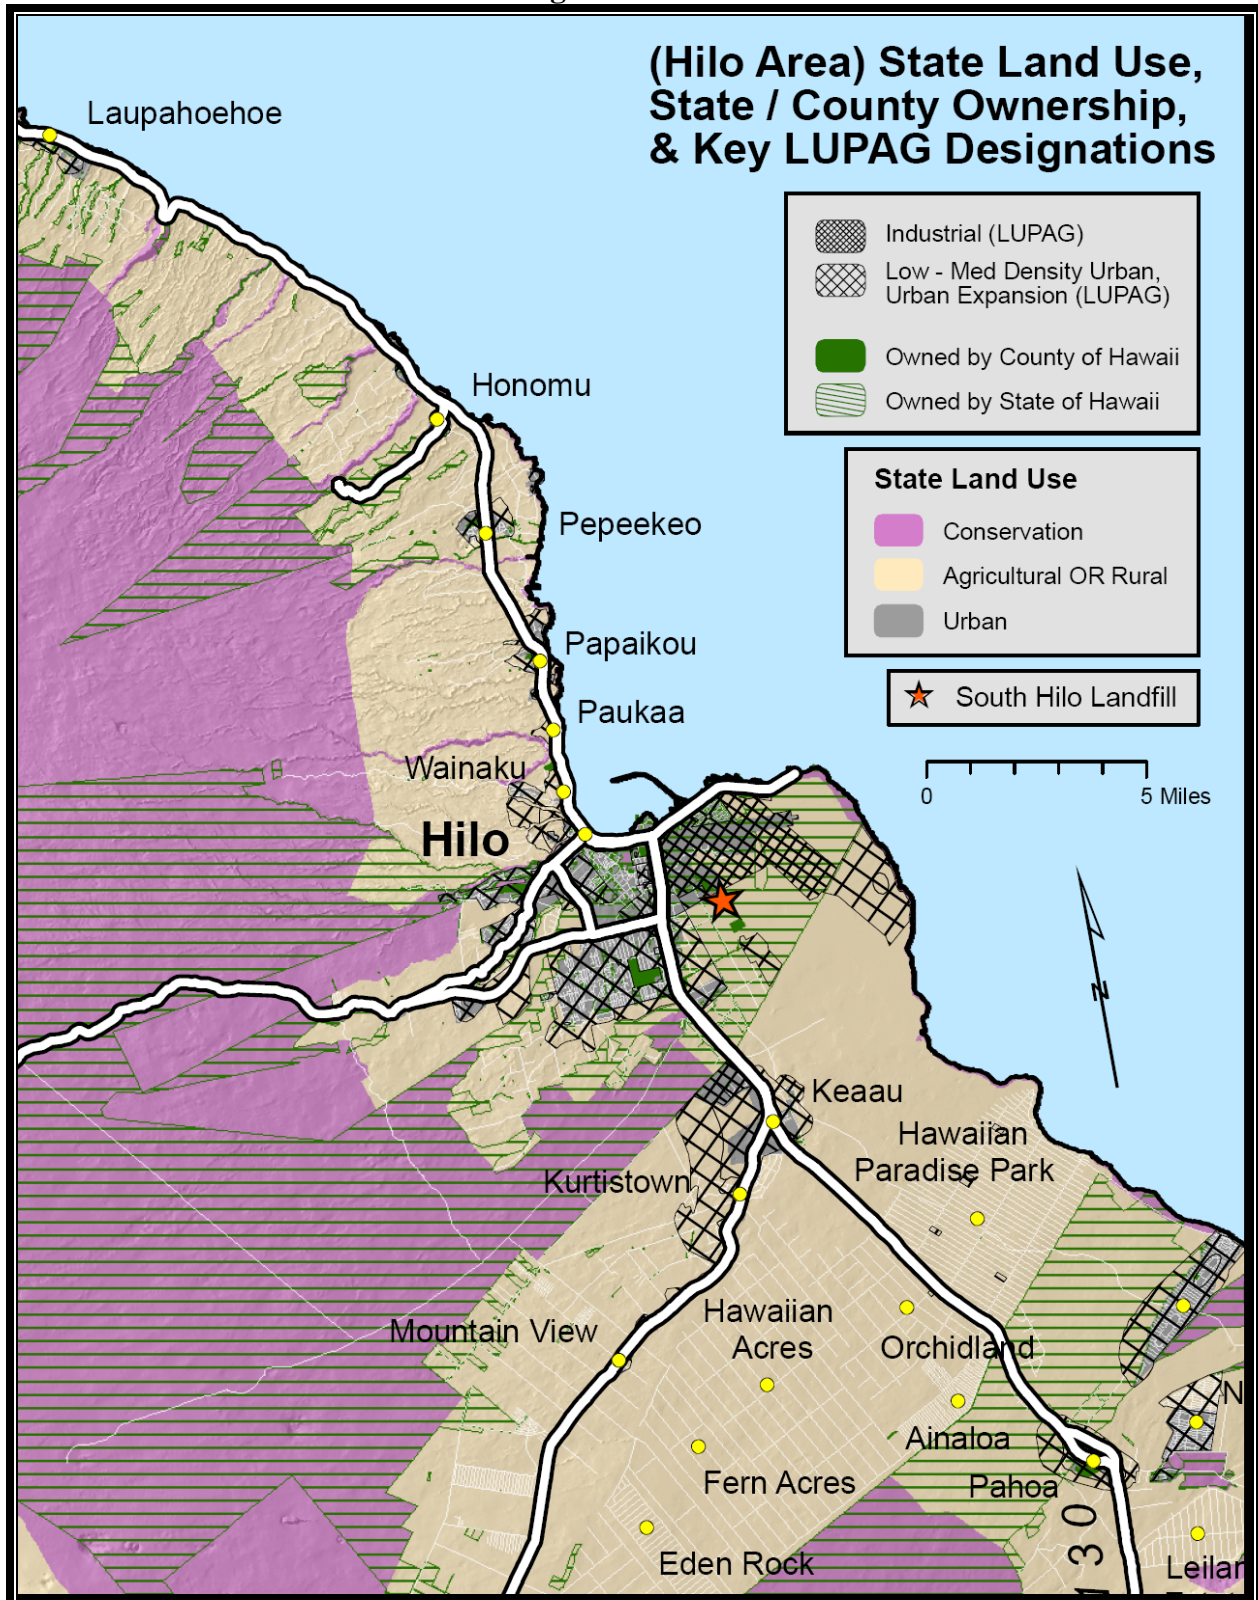 (Hilo Area) State Land Use,
State / County Ownership,
& Key LUPAG Designations
Industrial (LUPAG)
Low - Med Density Urban,
Urban Expansion (LUPAG)
Owned by County of Hawaii
Owned by State of Hawaii
State Land Use
Conservation
Agricultural OR Rural
Urban
South Hilo Landfill
0 5 Miles
N
Laupahoehoe
Honomu
Pepeekeo
Papaikou
Paukaa
Wainaku
Hilo
Keaau
Hawaiian
Paradise Park
Kurtistown
Hawaiian
Acres
Mountain View
Orchidland
N
Ainaloa
Fern Acres
Pahoa
130
Eden Rock
Leilan